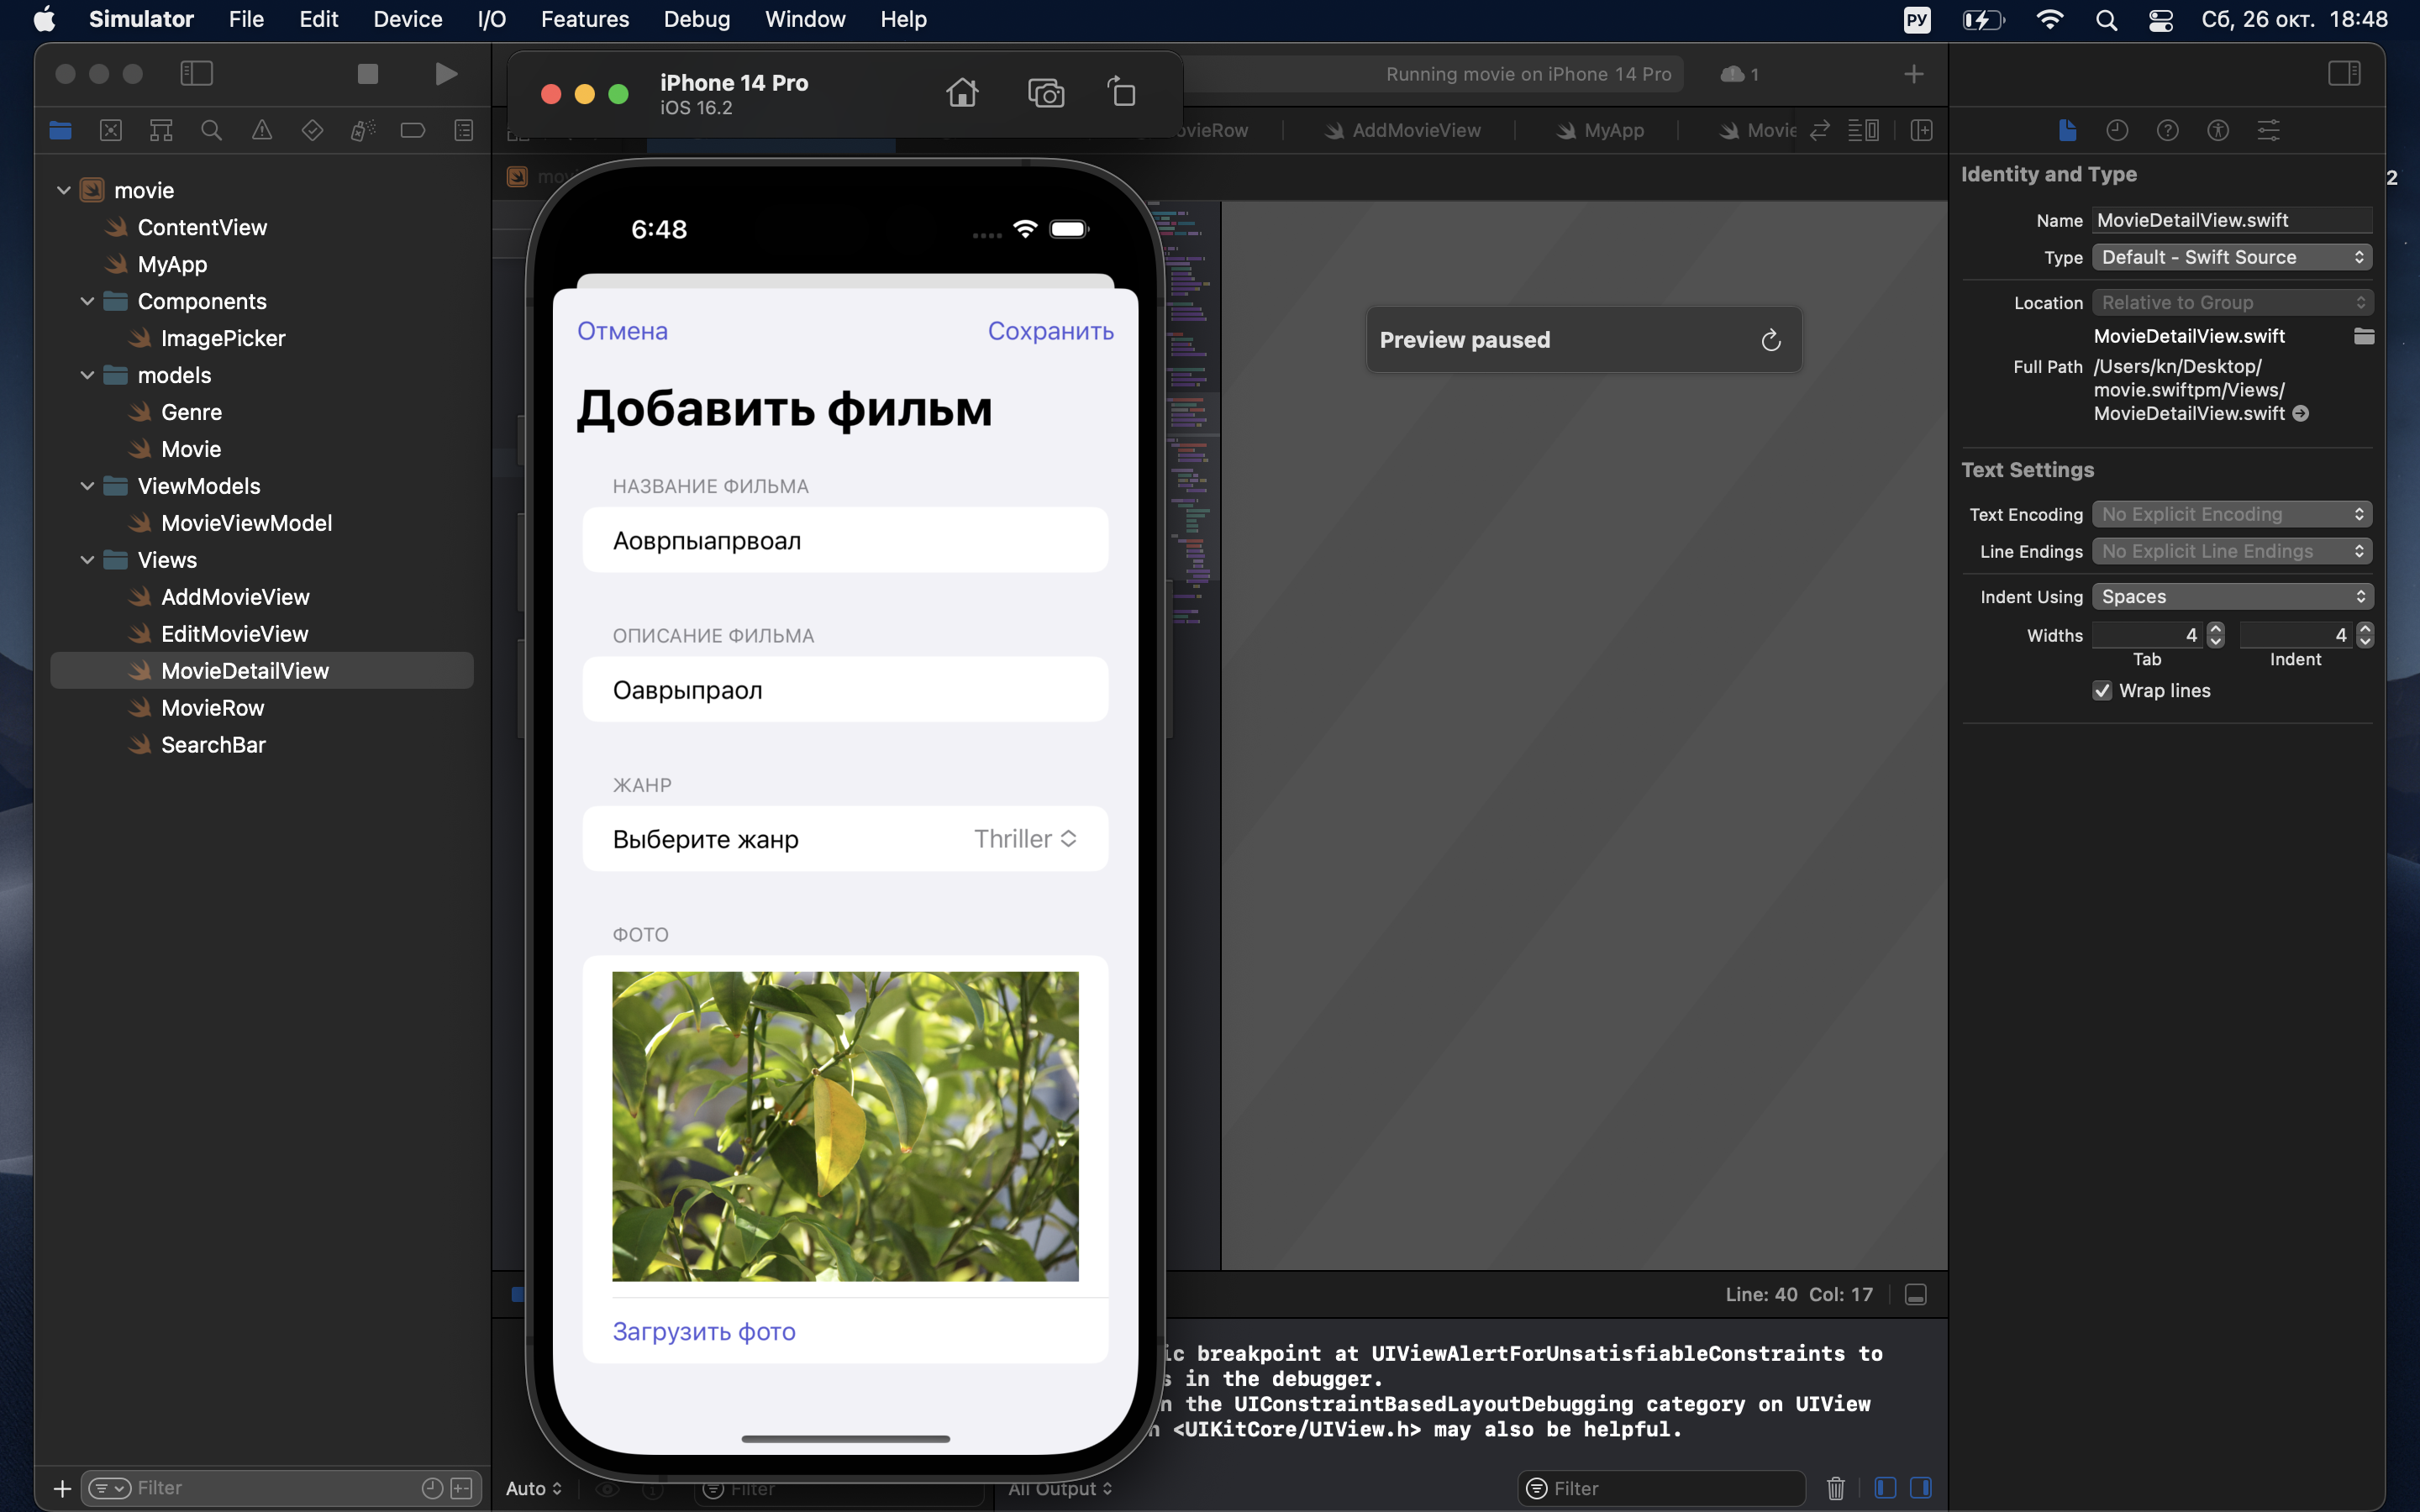 Simulator File Edit Device I/O Features Debug Window Help РУ Сб, 26 окт. 18:48
iPhone 14 Pro
iOS 16.2
Running movie on iPhone 14 Pro 1
ovieRow AddMovieView MyApp Movie
2
movie
ContentView
MyApp
Components
ImagePicker
models
Genre
Movie
ViewModels
MovieViewModel
Views
AddMovieView
EditMovieView
MovieDetailView
MovieRow
SearchBar
Filter
6:48
Отмена Сохранить
Добавить фильм
НАЗВАНИЕ ФИЛЬМА
Аоврпыапрвоал
ОПИСАНИЕ ФИЛЬМА
Оаврыпраол
ЖАНР
Выберите жанр Thriller
ФОТО
Загрузить фото
Preview paused
Line: 40 Col: 17
ic breakpoint at UIViewAlertForUnsatisfiableConstraints to
s in the debugger.
n the UIConstraintBasedLayoutDebugging category on UIView
n <UIKitCore/UIView.h> may also be helpful.
Auto Filter All Output Filter
Identity and Type
Name MovieDetailView.swift
Type Default - Swift Source
Location Relative to Group
MovieDetailView.swift
Full Path /Users/kn/Desktop/
movie.swiftpm/Views/
MovieDetailView.swift
Text Settings
Text Encoding No Explicit Encoding
Line Endings No Explicit Line Endings
Indent Using Spaces
Widths 4 4
Tab Indent
Wrap lines